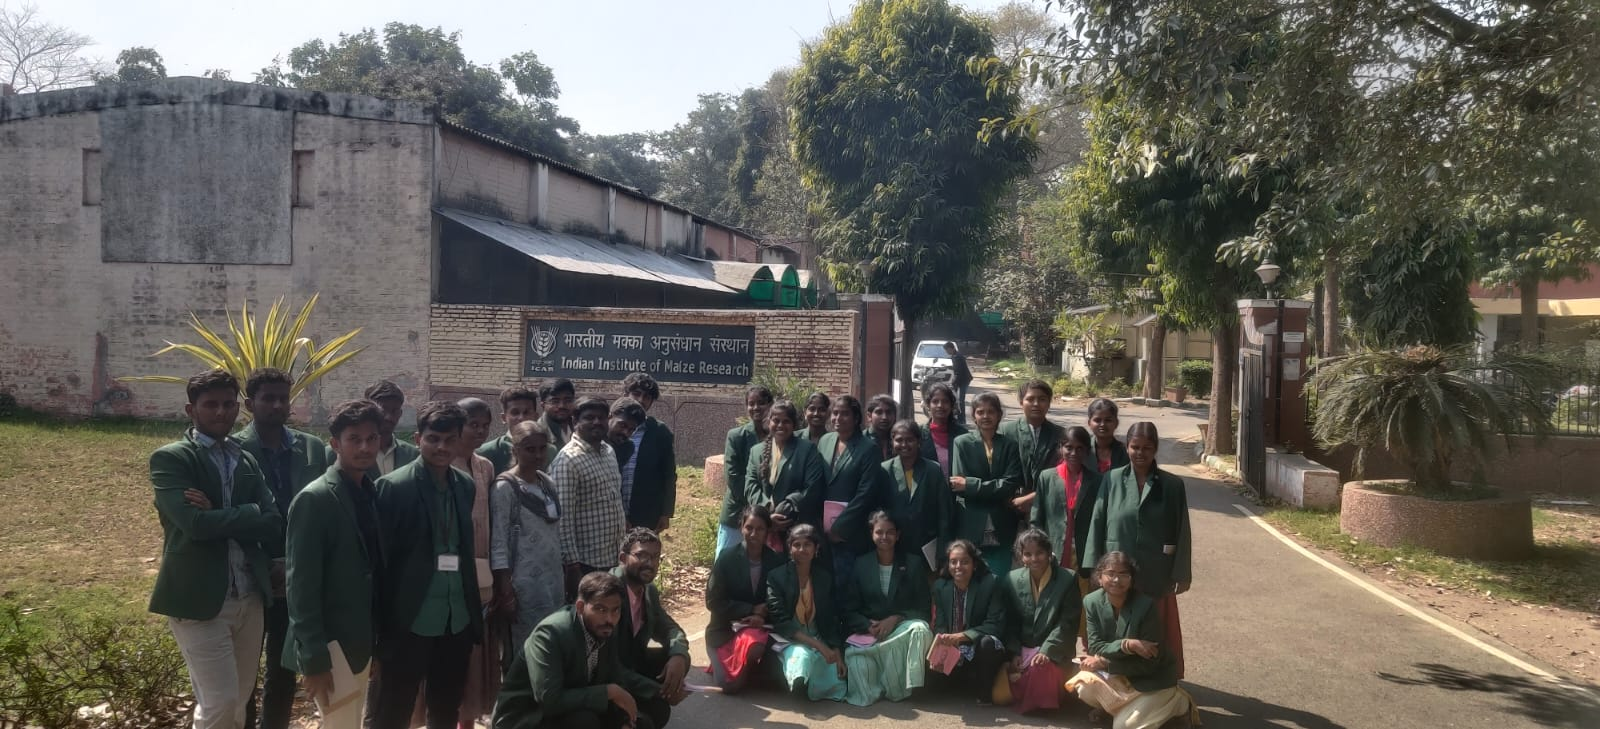 भारतीय मक्का अनुसंधान संस्थान
Indian Institute of Maize Research
ICAR